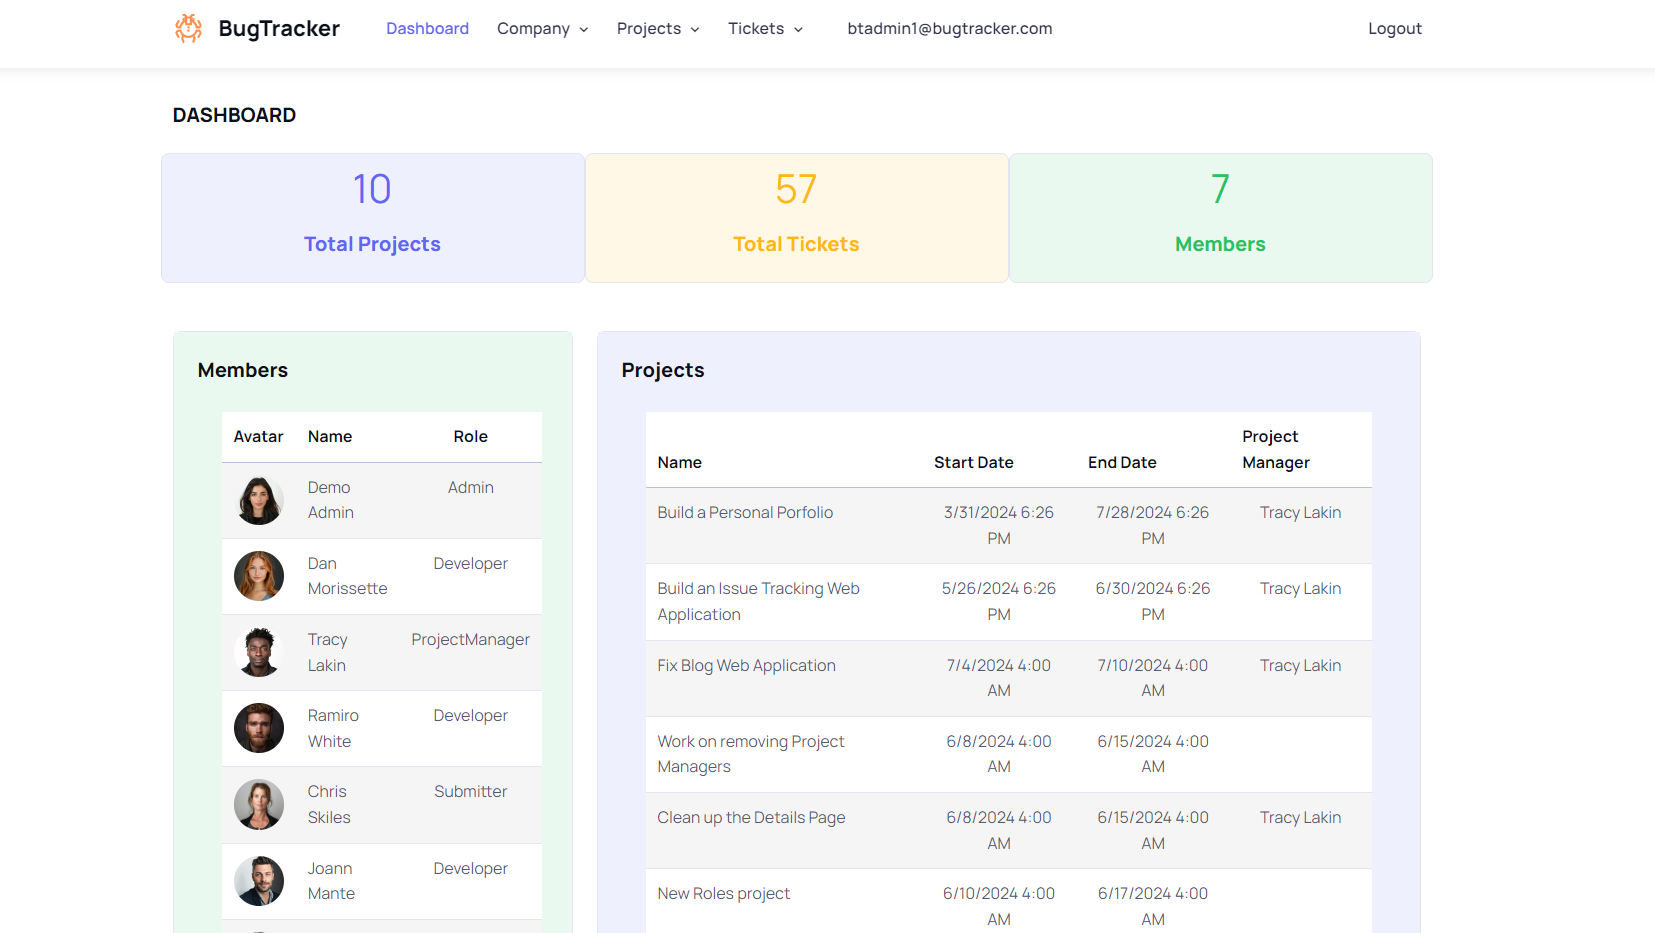 BugTracker Dashboard Company Projects Tickets btadmin1@bugtracker.com Logout
DASHBOARD
10
Total Projects
57
Total Tickets
7
Members
Members
Avatar Name Role
Demo Admin
Admin
Dan Morissette
Developer
Tracy Lakin
ProjectManager
Ramiro White
Developer
Chris Skiles
Submitter
Joann Mante
Developer
Projects
Name Start Date End Date Project Manager
Build a Personal Porfolio 3/31/2024 6:26 PM 7/28/2024 6:26 PM Tracy Lakin
Build an Issue Tracking Web Application 5/26/2024 6:26 PM 6/30/2024 6:26 PM Tracy Lakin
Fix Blog Web Application 7/4/2024 4:00 AM 7/10/2024 4:00 AM Tracy Lakin
Work on removing Project Managers 6/8/2024 4:00 AM 6/15/2024 4:00 AM
Clean up the Details Page 6/8/2024 4:00 AM 6/15/2024 4:00 AM Tracy Lakin
New Roles project 6/10/2024 4:00 AM 6/17/2024 4:00 AM